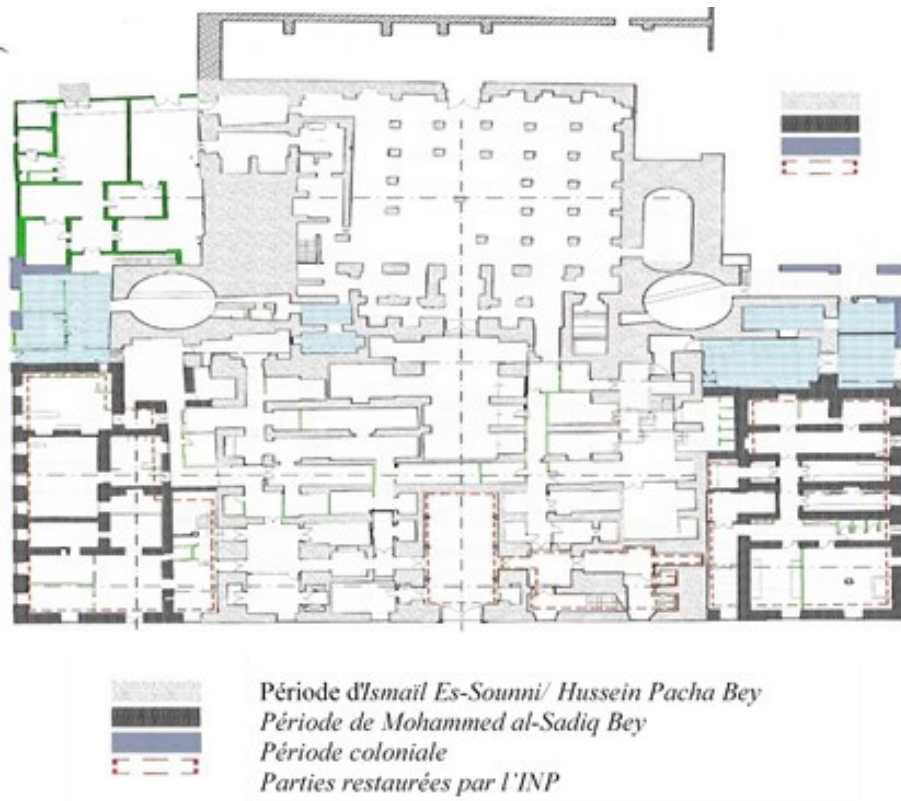 Période d'Ismaïl Es-Sounni/ Hussein Pacha Bey
Période de Mohammed al-Sadiq Bey
Période coloniale
Parties restaurées par l'INP